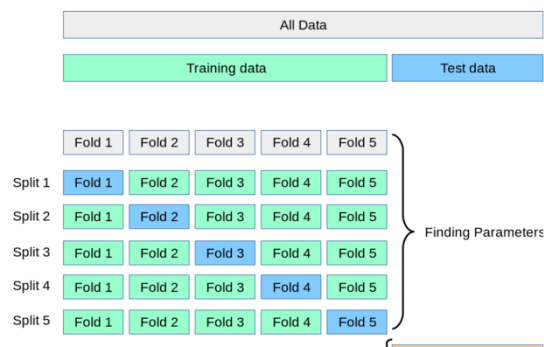 All Data
Training data Test data
Fold 1 Fold 2 Fold 3 Fold 4 Fold 5
Split 1 Fold 1 Fold 2 Fold 3 Fold 4 Fold 5
Split 2 Fold 1 Fold 2 Fold 3 Fold 4 Fold 5
Split 3 Fold 1 Fold 2 Fold 3 Fold 4 Fold 5
Finding Parameters
Split 4 Fold 1 Fold 2 Fold 3 Fold 4 Fold 5
Split 5 Fold 1 Fold 2 Fold 3 Fold 4 Fold 5